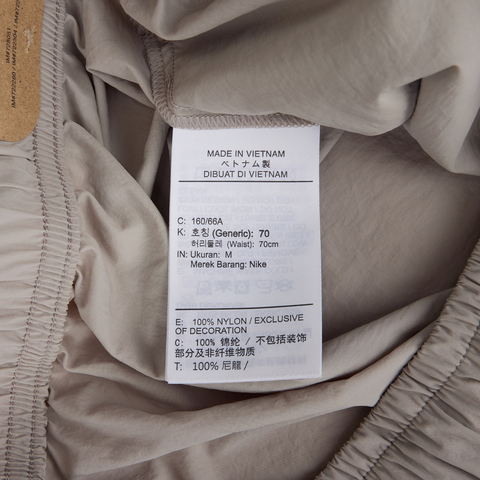 MADE IN VIETNAM
ベトナム製
DIBUAT DI VIETNAM
C: 160/66A
K: 호칭 (Generic): 70
허리둘레 (Waist): 70cm
IN: Ukuran: M
Merek Barang: Nike
E: 100% NYLON / EXCLUSIVE
OF DECORATION
C: 100% 锦纶 / 不包括装饰
部分及非纤维物质
T: 100% 尼龍 /